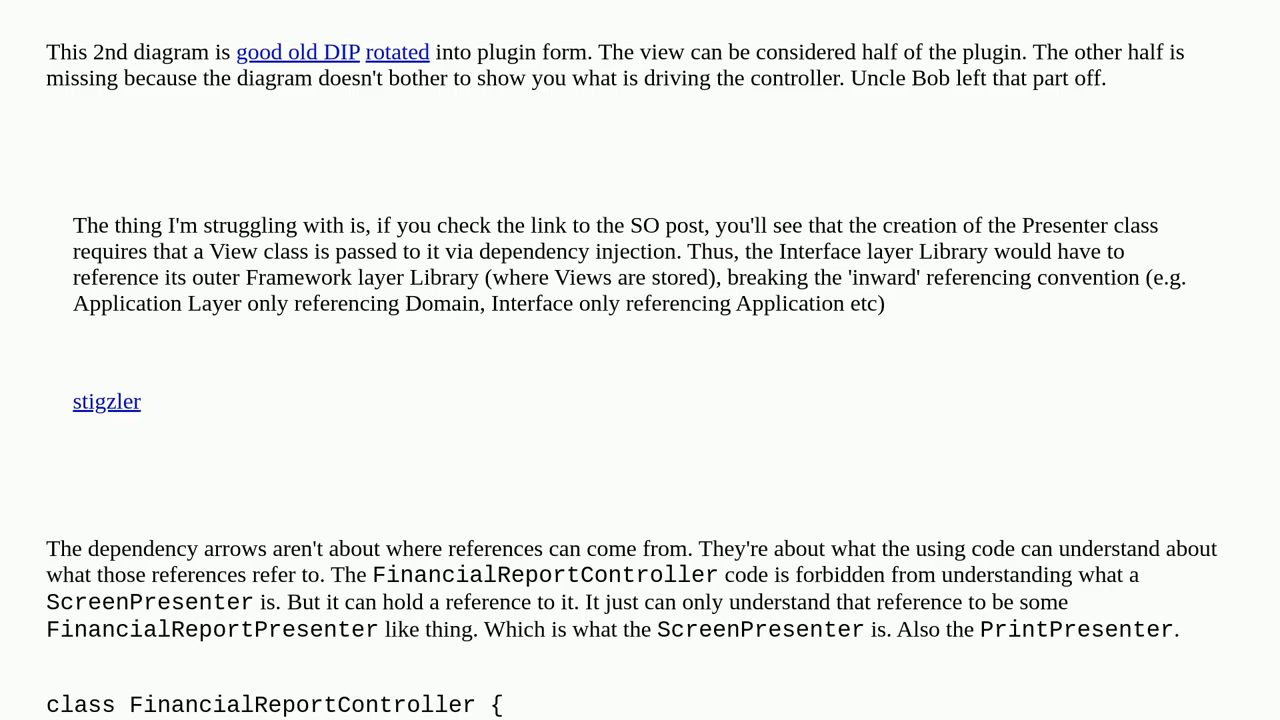 This 2nd diagram is good old DIP rotated into plugin form. The view can be considered half of the plugin. The other half is
missing because the diagram doesn't bother to show you what is driving the controller. Uncle Bob left that part off.
The thing I'm struggling with is, if you check the link to the SO post, you'll see that the creation of the Presenter class
requires that a View class is passed to it via dependency injection. Thus, the Interface layer Library would have to
reference its outer Framework layer Library (where Views are stored), breaking the 'inward' referencing convention (e.g.
Application Layer only referencing Domain, Interface only referencing Application etc)
stigzler
The dependency arrows aren't about where references can come from. They're about what the using code can understand about
what those references refer to. The FinancialReportController code is forbidden from understanding what a
ScreenPresenter is. But it can hold a reference to it. It just can only understand that reference to be some
FinancialReportPresenter like thing. Which is what the ScreenPresenter is. Also the PrintPresenter.
class FinancialReportController {